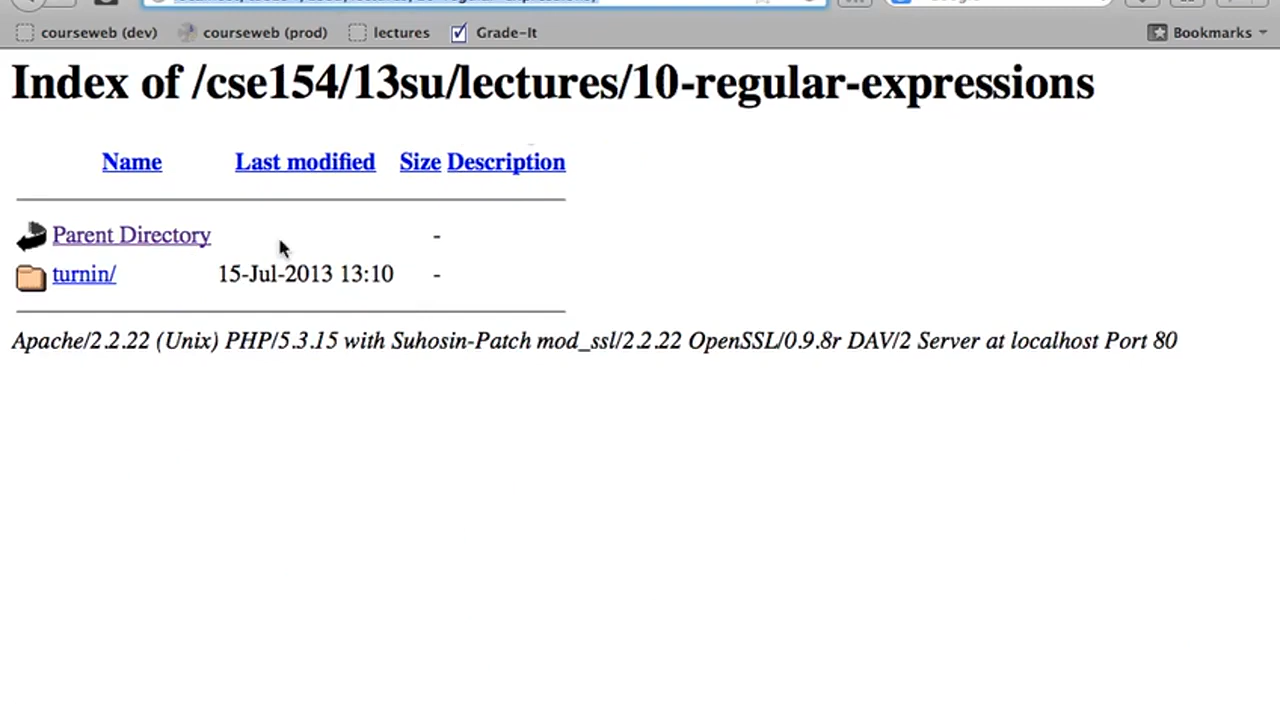 courseweb (dev) courseweb (prod) lectures Grade-It Bookmarks
Index of /cse154/13su/lectures/10-regular-expressions
Name Last modified Size Description
Parent Directory -
turnin/ 15-Jul-2013 13:10 -
Apache/2.2.22 (Unix) PHP/5.3.15 with Suhosin-Patch mod_ssl/2.2.22 OpenSSL/0.9.8r DAV/2 Server at localhost Port 80